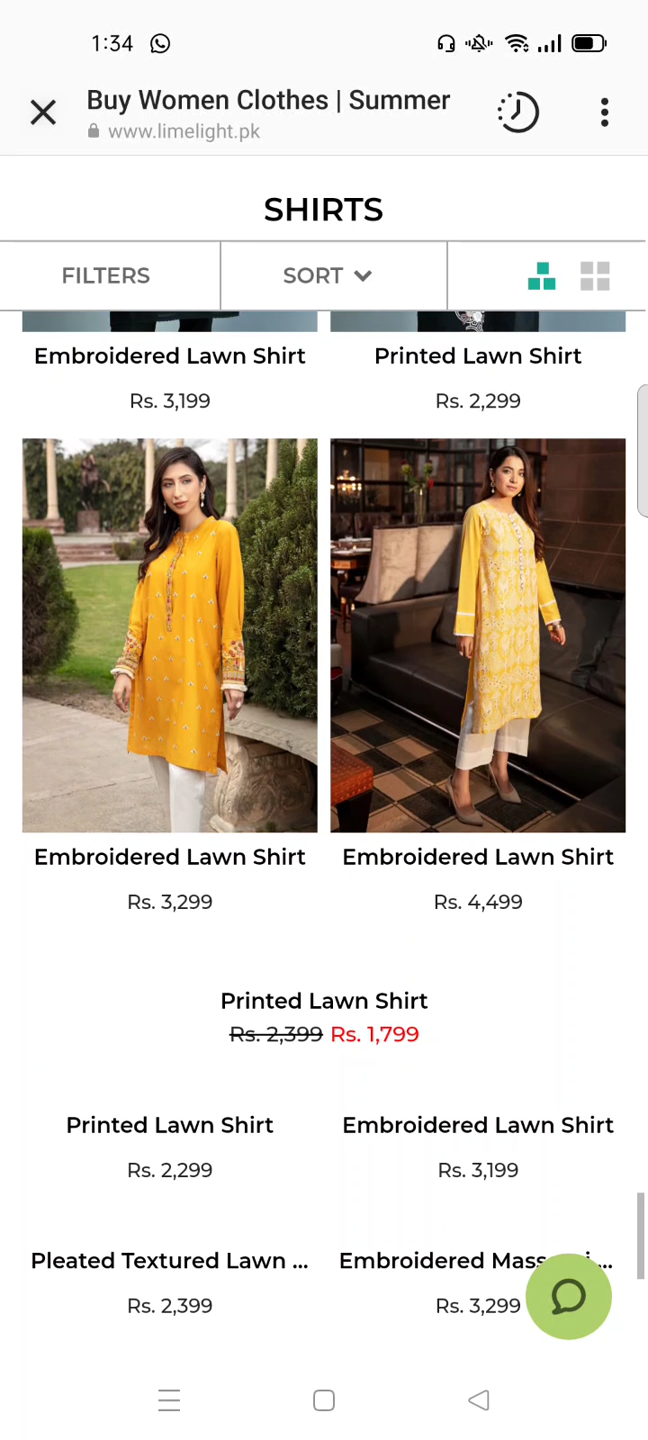 1:34
Buy Women Clothes | Summer
www.limelight.pk
SHIRTS
FILTERS
SORT
Embroidered Lawn Shirt
Rs. 3,199
Printed Lawn Shirt
Rs. 2,299
Embroidered Lawn Shirt
Rs. 3,299
Embroidered Lawn Shirt
Rs. 4,499
Printed Lawn Shirt
Rs. 2,399 Rs. 1,799
Printed Lawn Shirt
Rs. 2,299
Embroidered Lawn Shirt
Rs. 3,199
Pleated Textured Lawn ...
Rs. 2,399
Embroidered ...
Rs. 3,299